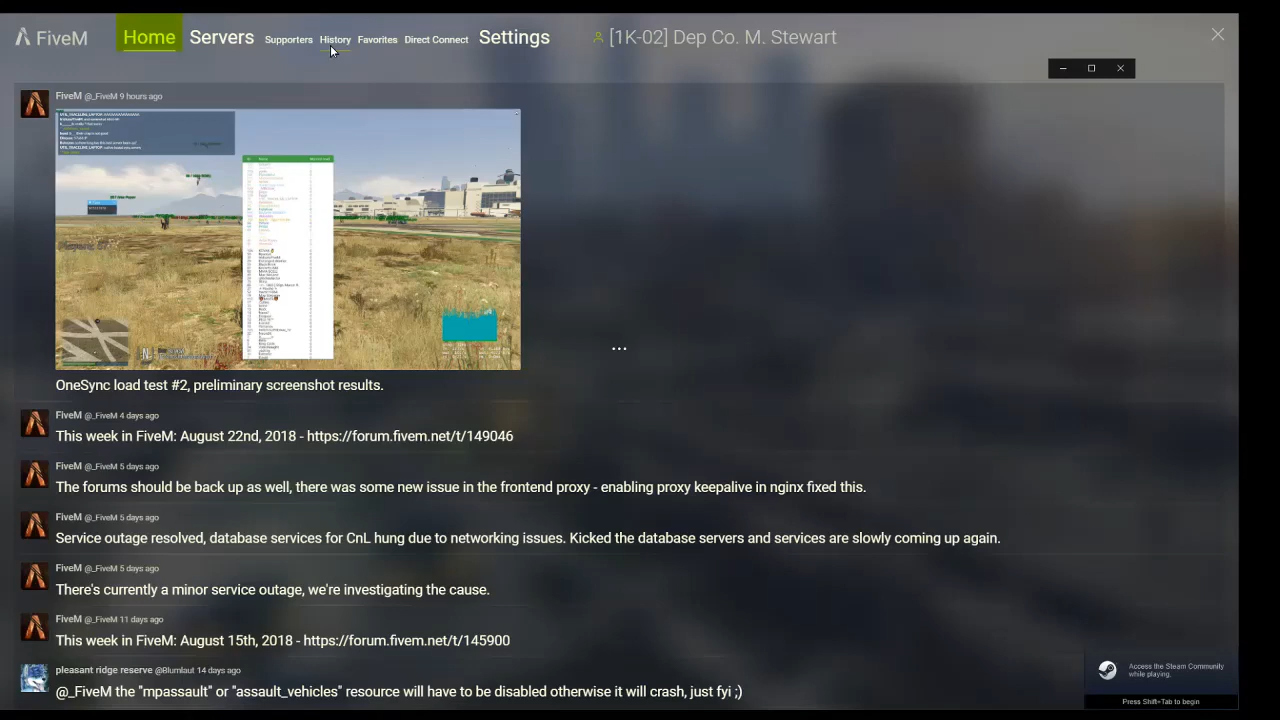 FiveM
Home Servers Supporters History Favorites Direct Connect Settings [1K-02] Dep Co. M. Stewart
FiveM @_FiveM 9 hours ago
OneSync load test #2, preliminary screenshot results.
FiveM @_FiveM 4 days ago
This week in FiveM: August 22nd, 2018 - https://forum.fivem.net/t/149046
FiveM @_FiveM 5 days ago
The forums should be back up as well, there was some new issue in the frontend proxy - enabling proxy keepalive in nginx fixed this.
FiveM @_FiveM 5 days ago
Service outage resolved, database services for CnL hung due to networking issues. Kicked the database servers and services are slowly coming up again.
FiveM @_FiveM 5 days ago
There's currently a minor service outage, we're investigating the cause.
FiveM @_FiveM 11 days ago
This week in FiveM: August 15th, 2018 - https://forum.fivem.net/t/145900
pleasant ridge reserve @Blumlaut 14 days ago
@_FiveM the "mpassault" or "assault_vehicles" resource will have to be disabled otherwise it will crash, just fyi ;)
Access the Steam Community
while playing.
Press Shift+Tab to begin